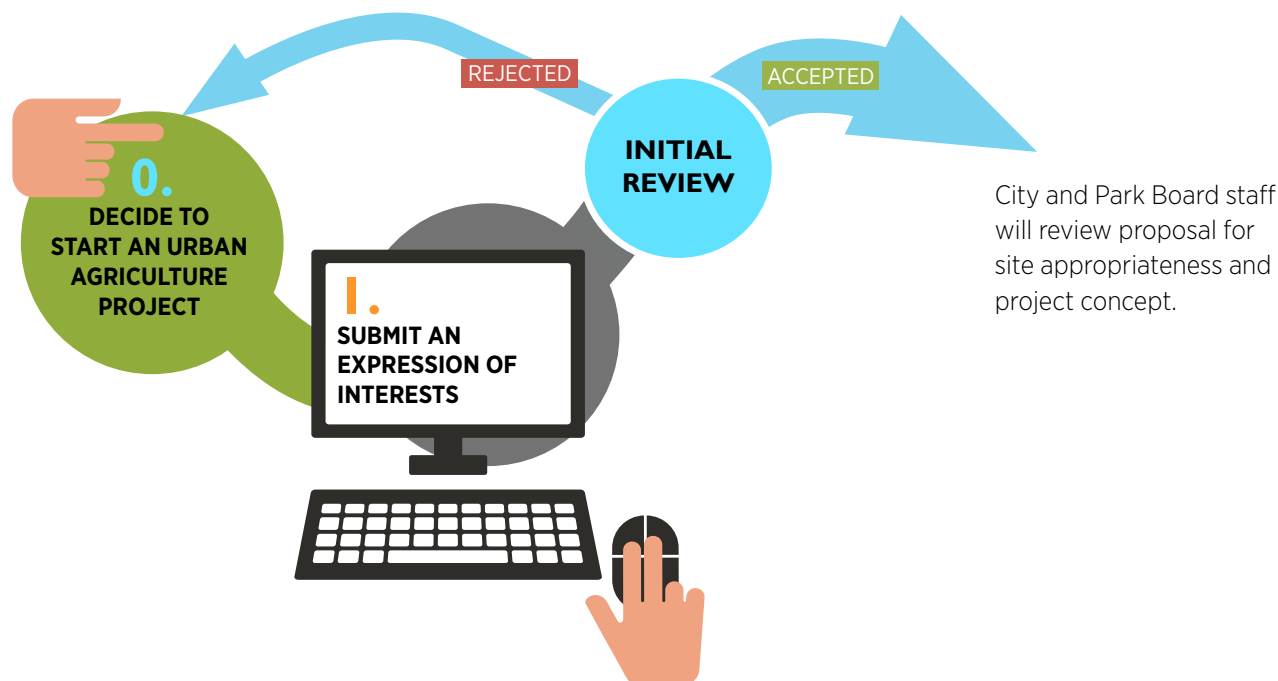 REJECTED
ACCEPTED
INITIAL
REVIEW
0.
DECIDE TO
START AN URBAN
AGRICULTURE
PROJECT
City and Park Board staff
will review proposal for
site appropriateness and
project concept.
1.
SUBMIT AN
EXPRESSION OF
INTERESTS